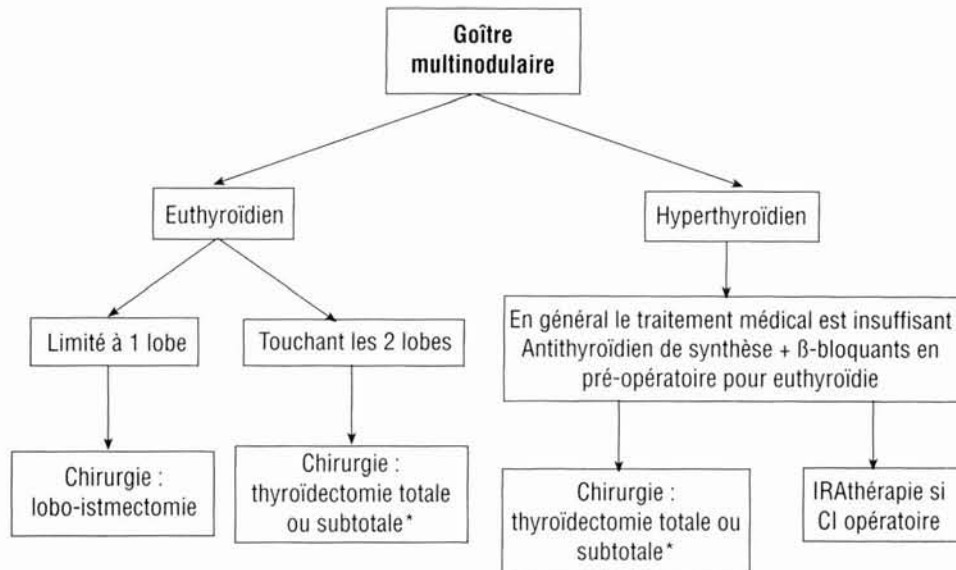 Goître
multinodulaire
Euthyroïdien
Hyperthyroïdien
Limité à 1 lobe
Touchant les 2 lobes
En général le traitement médical est insuffisant
Antithyroïdien de synthèse + ß-bloquants en
pré-opératoire pour euthyroïdie
Chirurgie :
lobo-istmectomie
Chirurgie :
thyroïdectomie totale
ou subtotale*
Chirurgie :
thyroïdectomie totale ou
subtotale*
IRAthérapie si
CI opératoire